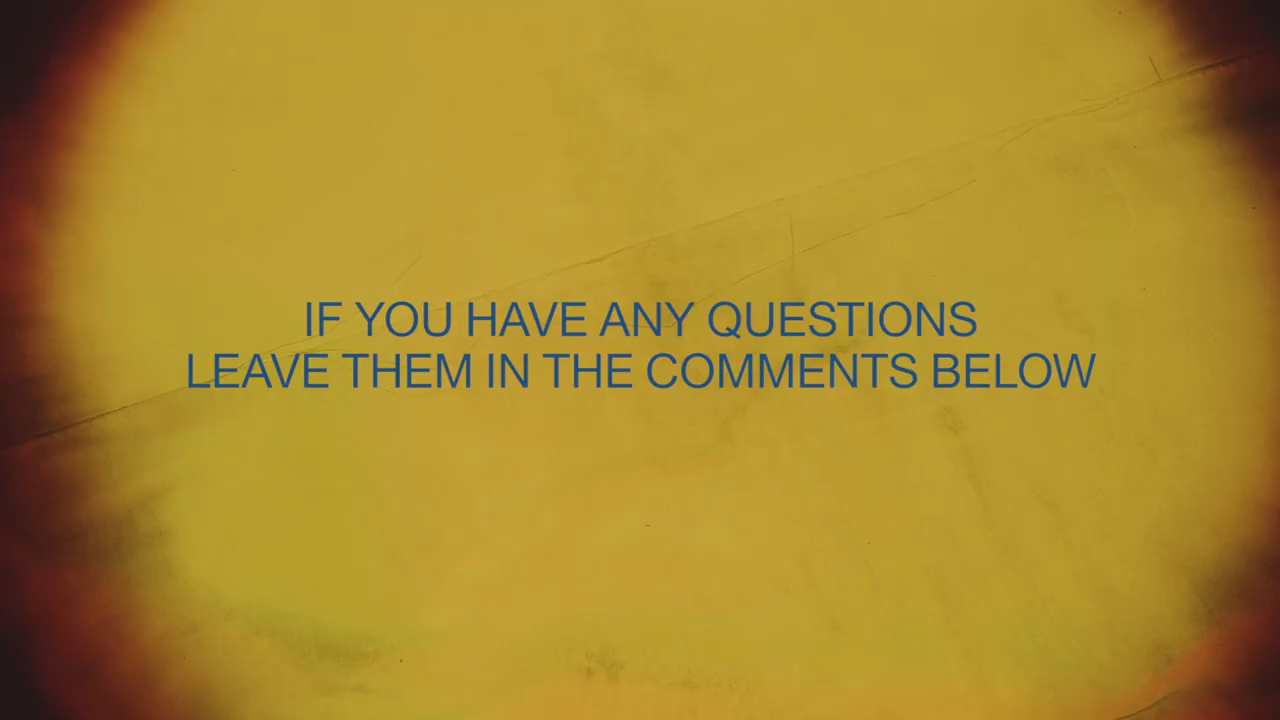 IF YOU HAVE ANY QUESTIONS
LEAVE THEM IN THE COMMENTS BELOW